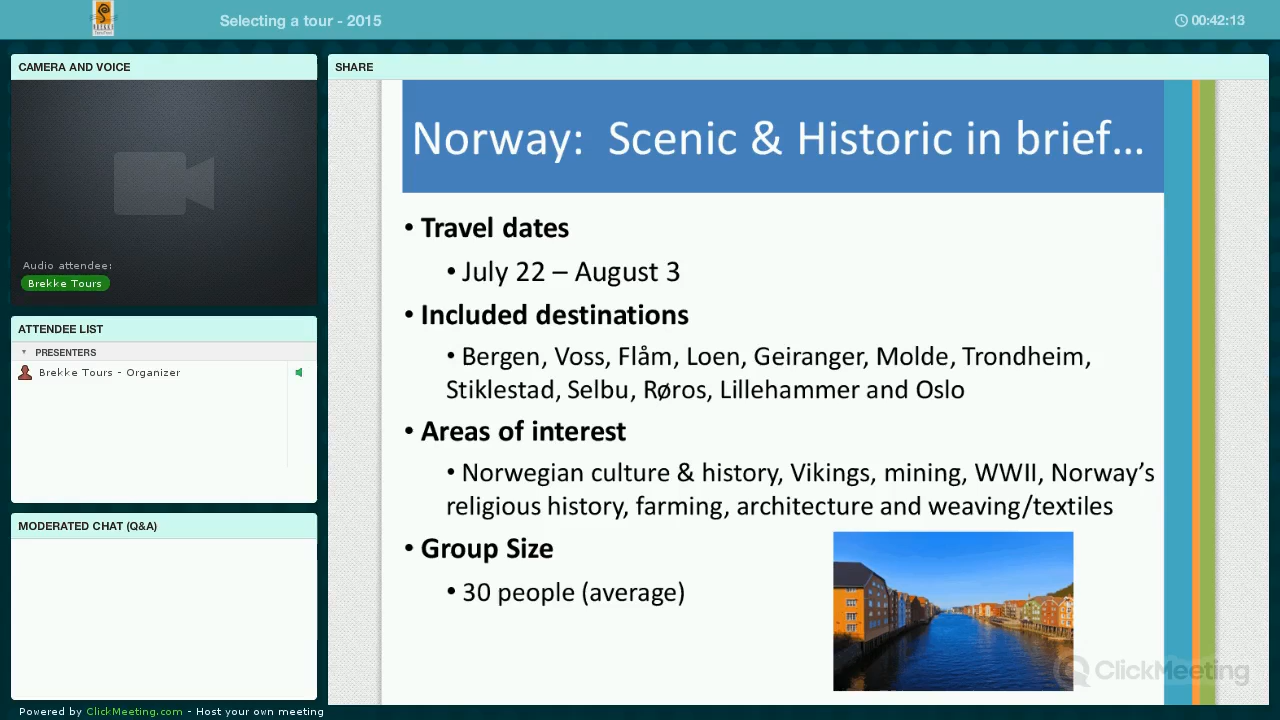 Selecting a tour - 2015
00:42:13
CAMERA AND VOICE
Audio attendee:
Brekke Tours
ATTENDEE LIST
PRESENTERS
Brekke Tours - Organizer
MODERATED CHAT (Q&A)
SHARE
Norway:  Scenic & Historic in brief...
• Travel dates
• July 22 – August 3
• Included destinations
• Bergen, Voss, Flåm, Loen, Geiranger, Molde, Trondheim,
Stiklestad, Selbu, Røros, Lillehammer and Oslo
• Areas of interest
• Norwegian culture & history, Vikings, mining, WWII, Norway’s
religious history, farming, architecture and weaving/textiles
• Group Size
• 30 people (average)
ClickMeeting
Powered by ClickMeeting.com - Host your own meeting